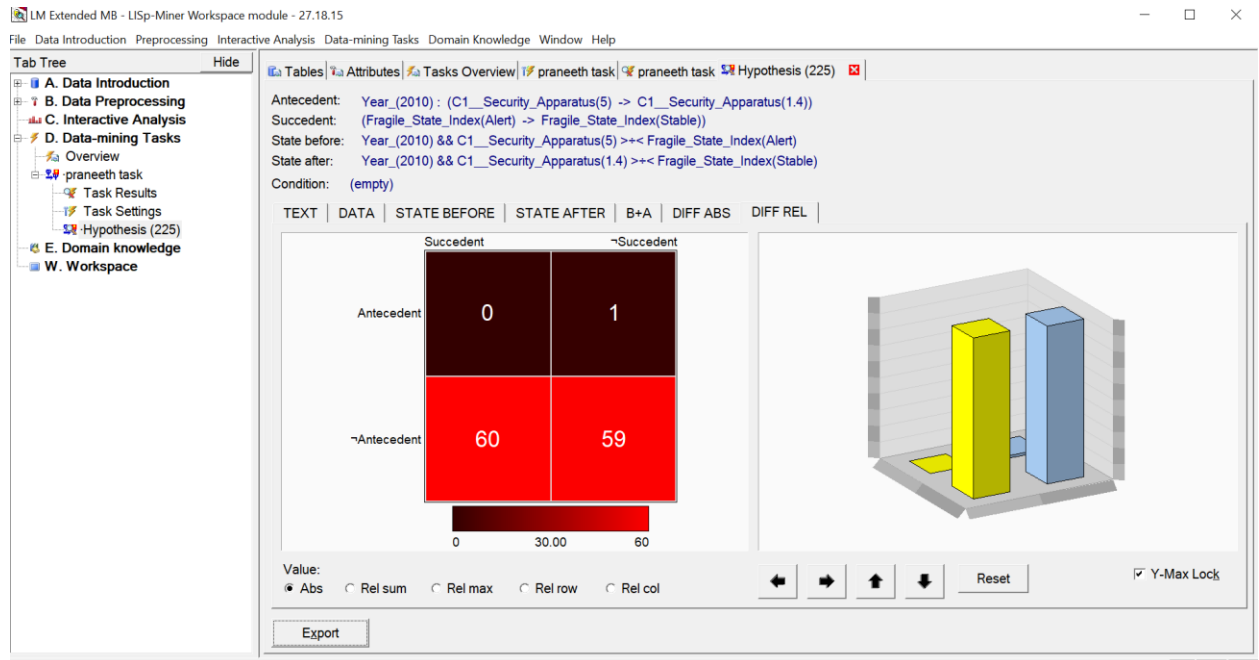 LM Extended MB - LISp-Miner Workspace module - 27.18.15
File Data Introduction Preprocessing Interactive Analysis Data-mining Tasks Domain Knowledge Window Help
Tab Tree Hide
A. Data Introduction
B. Data Preprocessing
C. Interactive Analysis
D. Data-mining Tasks
Overview
·praneeth task
Task Results
Task Settings
·Hypothesis (225)
E. Domain knowledge
W. Workspace
Tables Attributes Tasks Overview praneeth task praneeth task Hypothesis (225)
Antecedent: Year_(2010) : (C1__Security_Apparatus(5) -> C1__Security_Apparatus(1.4))
Succedent: (Fragile_State_Index(Alert) -> Fragile_State_Index(Stable))
State before: Year_(2010) && C1__Security_Apparatus(5) >÷< Fragile_State_Index(Alert)
State after: Year_(2010) && C1__Security_Apparatus(1.4) >÷< Fragile_State_Index(Stable)
Condition: (empty)
TEXT DATA STATE BEFORE STATE AFTER B+A DIFF ABS DIFF REL
Succedent ¬Succedent
Antecedent 0 1
¬Antecedent 60 59
0 30.00 60
Value:
Abs Rel sum Rel max Rel row Rel col
Reset
Y-Max Lock
Export